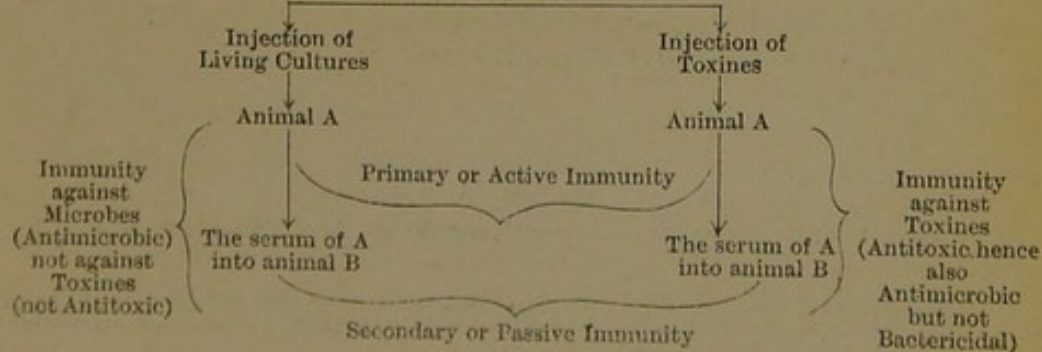 Injection of
Living Cultures
Injection of
Toxines
Animal A
Animal A
Immunity
against
Microbes
(Antimicrobic)
not against
Toxines
(not Antitoxic)
Primary or Active Immunity
The serum of A
into animal B
The serum of A
into animal B
Immunity
against
Toxines
(Antitoxic.hence
also
Antimicrobic
but not
Bactericidal)
Secondary or Passive Immunity